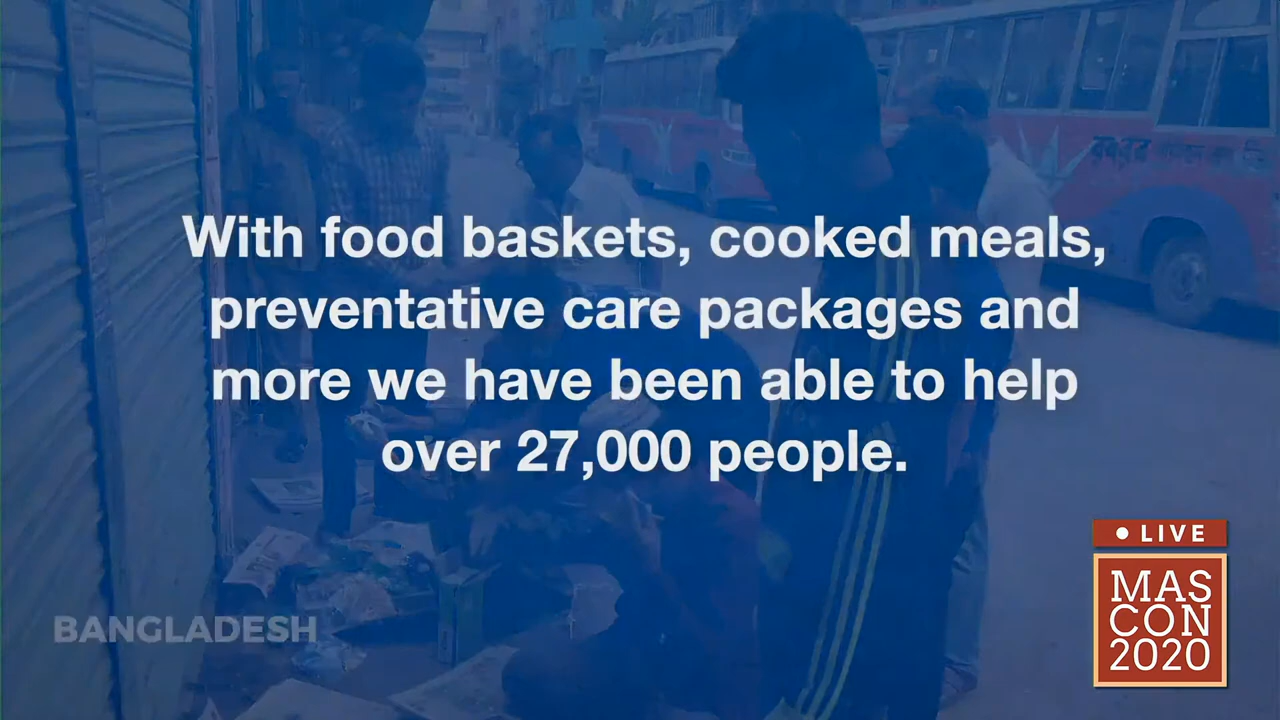 With food baskets, cooked meals,
preventative care packages and
more we have been able to help
over 27,000 people.
BANGLADESH
LIVE
MAS
CON
2020